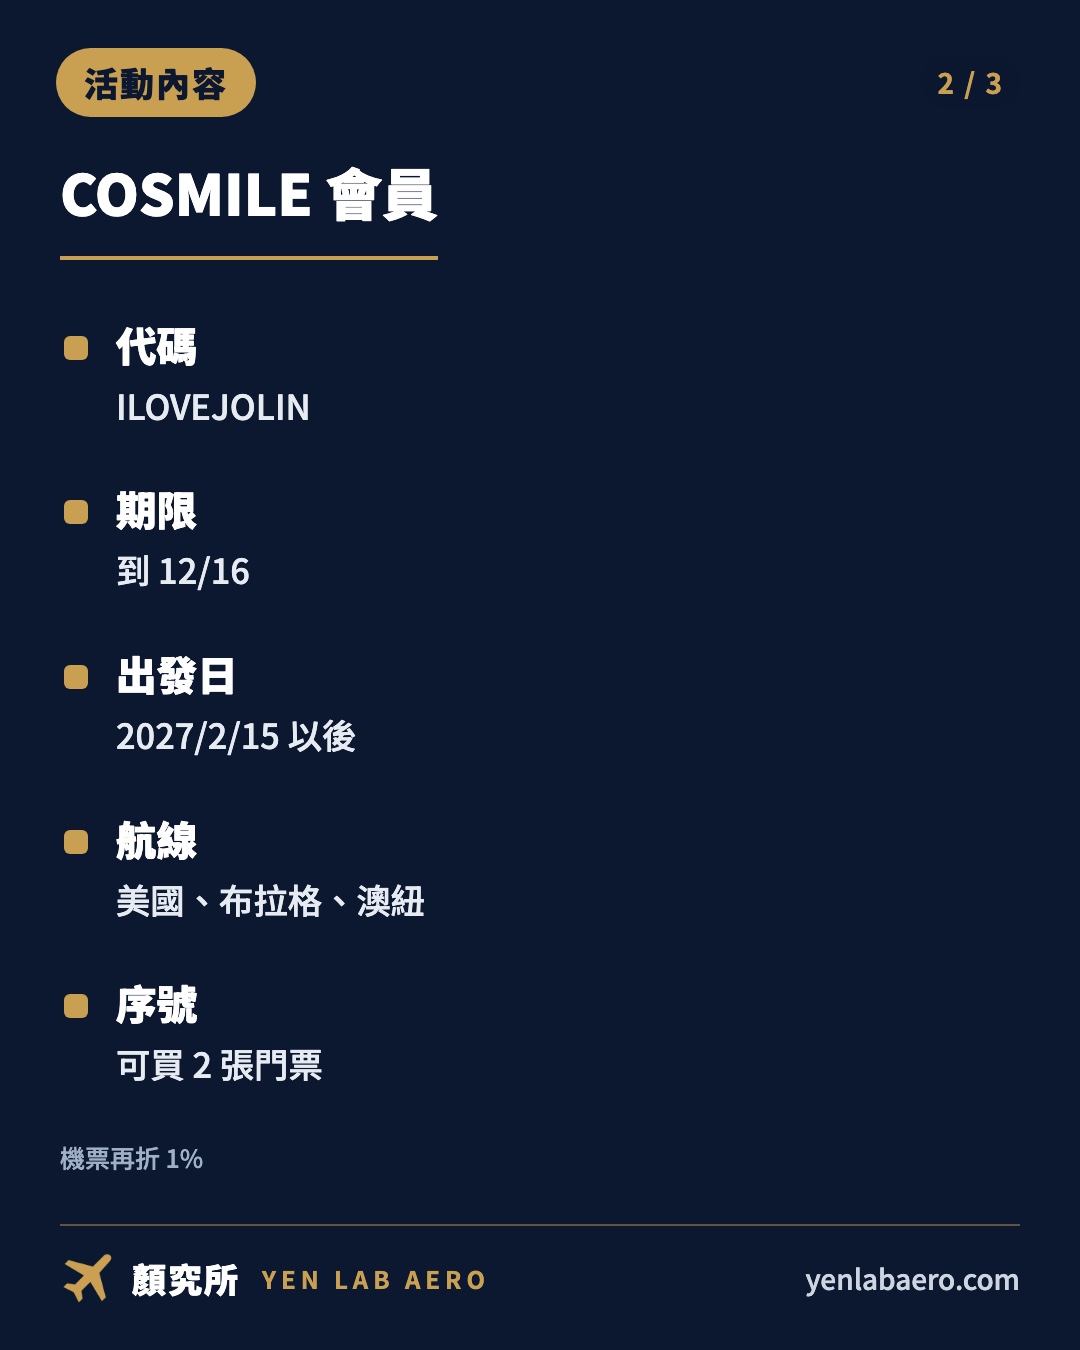 活動內容
2 / 3
COSMILE 會員
代碼
ILOVEJOLIN
期限
到 12/16
出發日
2027/2/15 以後
航線
美國、布拉格、澳紐
序號
可買 2 張門票
機票再折 1%
顏究所 YEN LAB AERO
yenlabaero.com